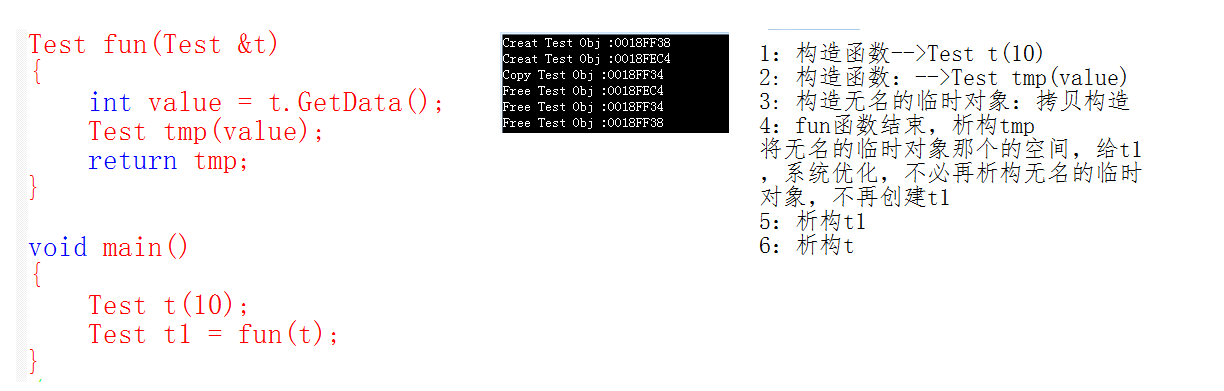 Test fun(Test &t)
{
int value = t.GetData();
Test tmp(value);
return tmp;
}
void main()
{
Test t(10);
Test t1 = fun(t);
}
Creat Test Obj :0018FF38
Creat Test Obj :0018FEC4
Copy Test Obj :0018FF34
Free Test Obj :0018FEC4
Free Test Obj :0018FF34
Free Test Obj :0018FF38
1: 构造函数-->Test t(10)
2: 构造函数: -->Test tmp(value)
3: 构造无名的临时对象: 拷贝构造
4: fun函数结束, 析构tmp
将无名的临时对象那个的空间, 给t1
, 系统优化, 不必再析构无名的临时
对象, 不再创建t1
5: 析构t1
6: 析构t